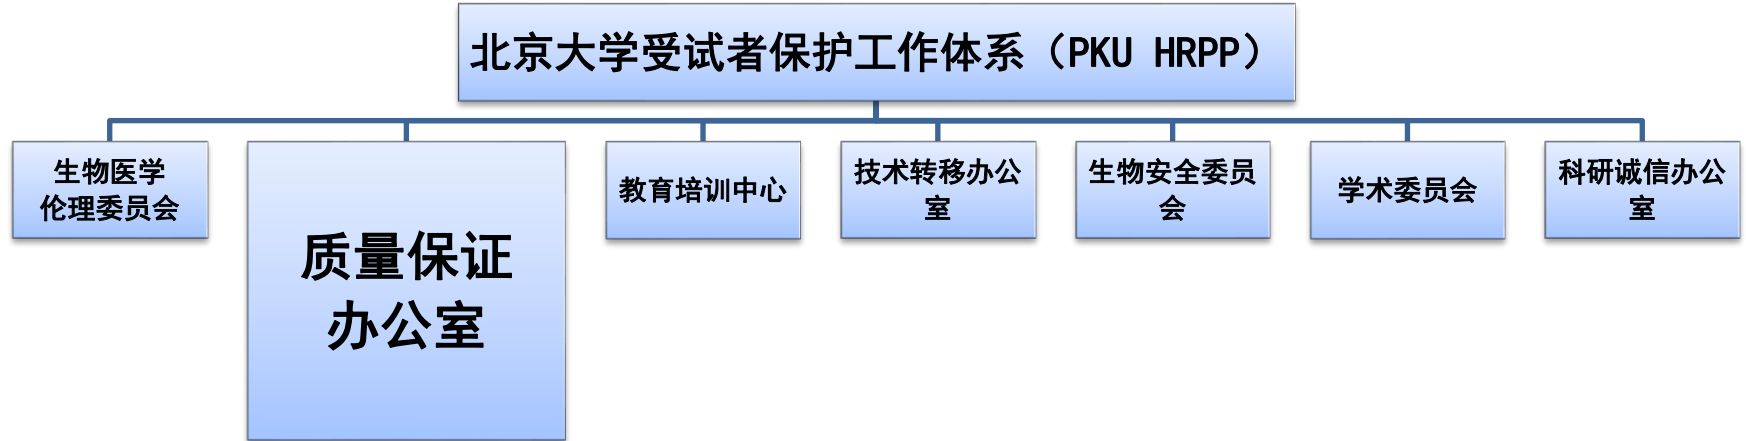 北京大学受试者保护工作体系（PKU HRPP）
生物医学
伦理委员会
质量保证
办公室
教育培训中心
技术转移办公
室
生物安全委员
会
学术委员会
科研诚信办公
室